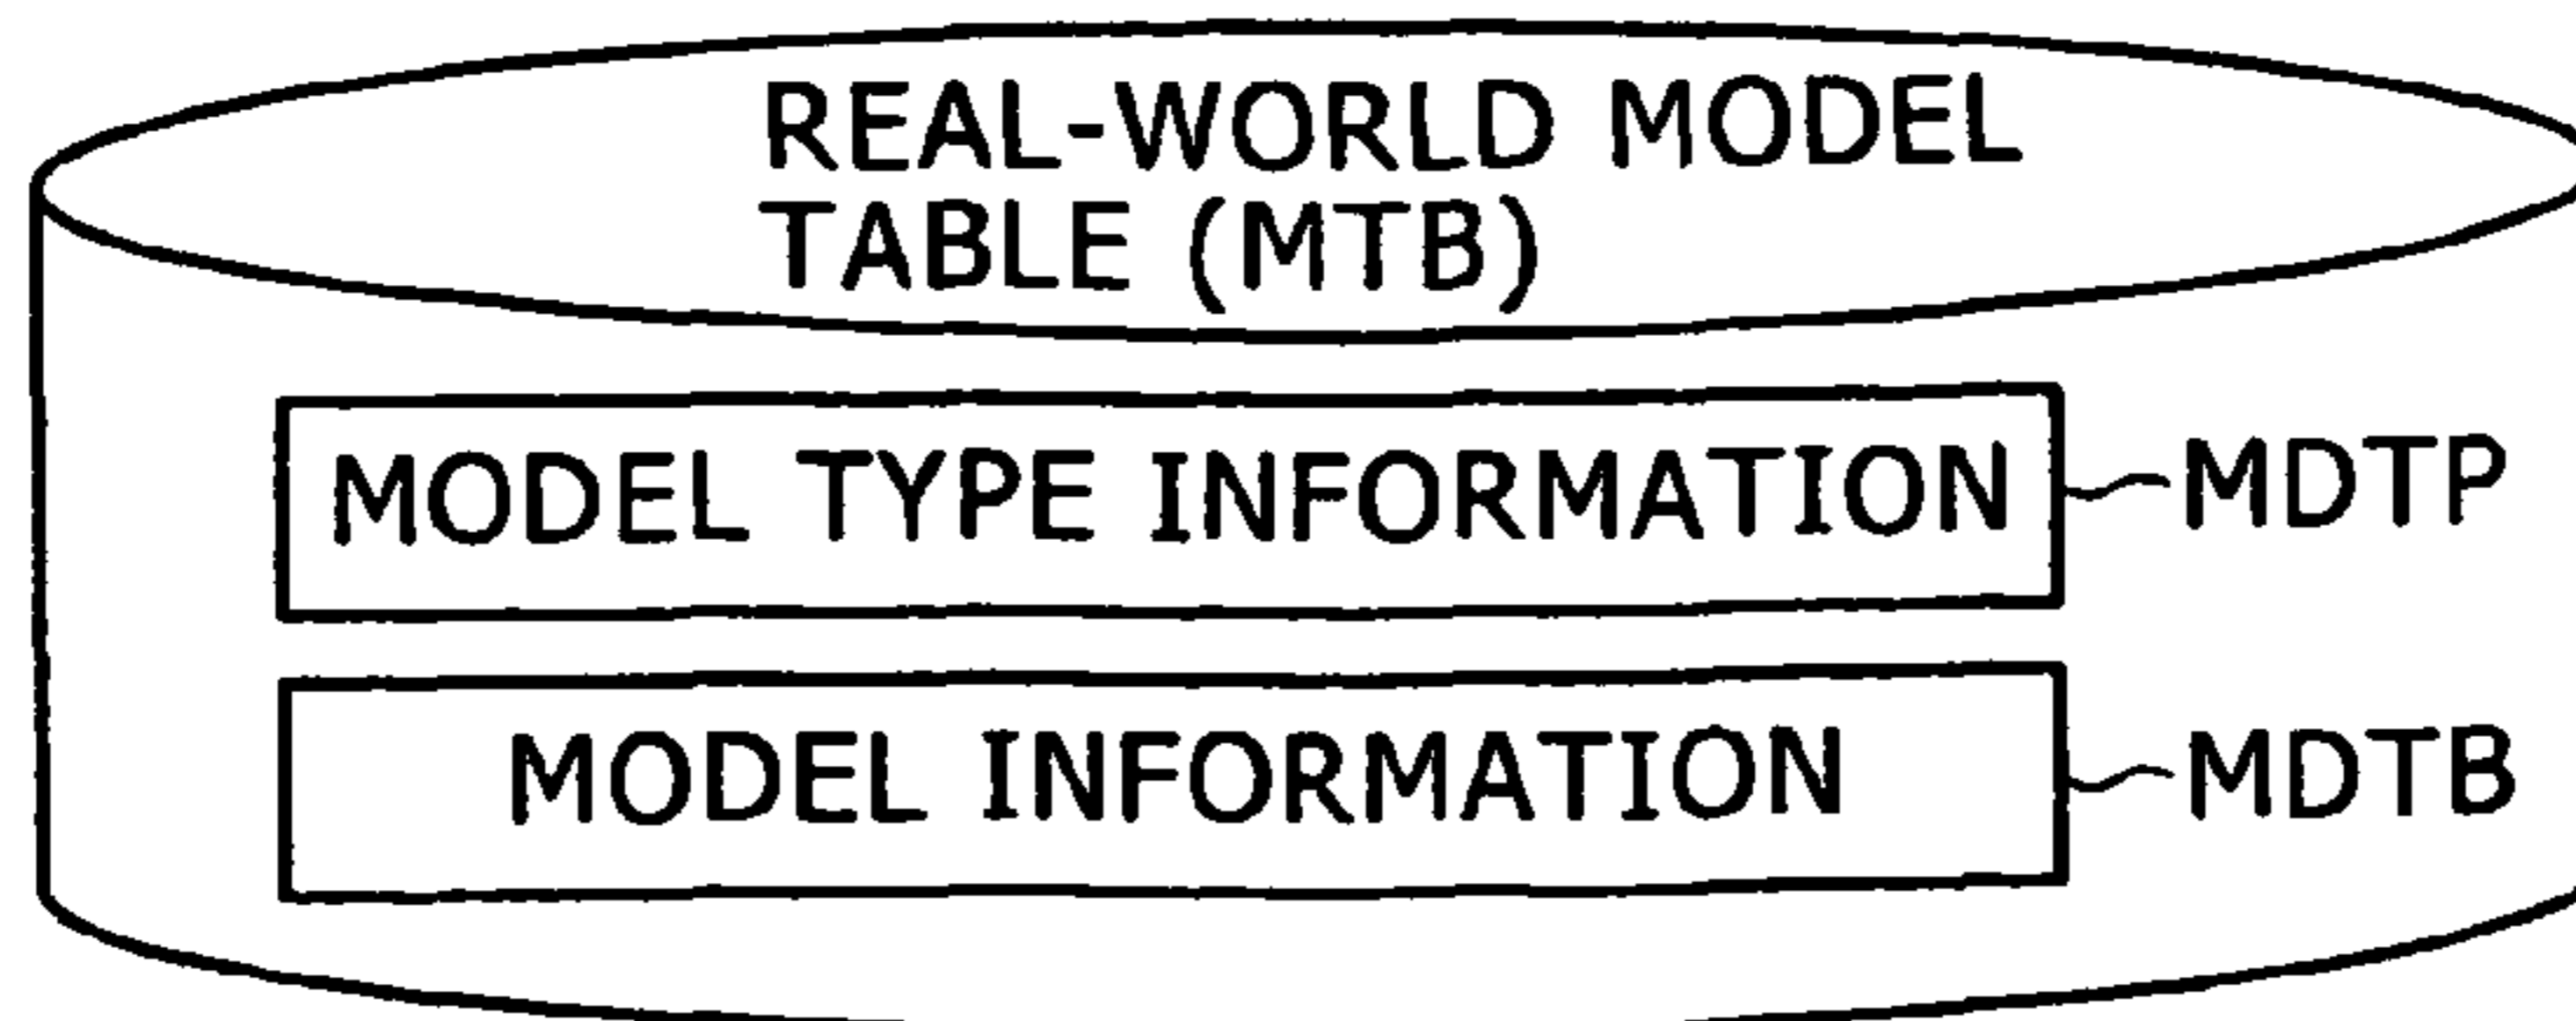 REAL-WORLD MODEL
TABLE (MTB)
MODEL TYPE INFORMATION MDTP
MODEL INFORMATION MDTB